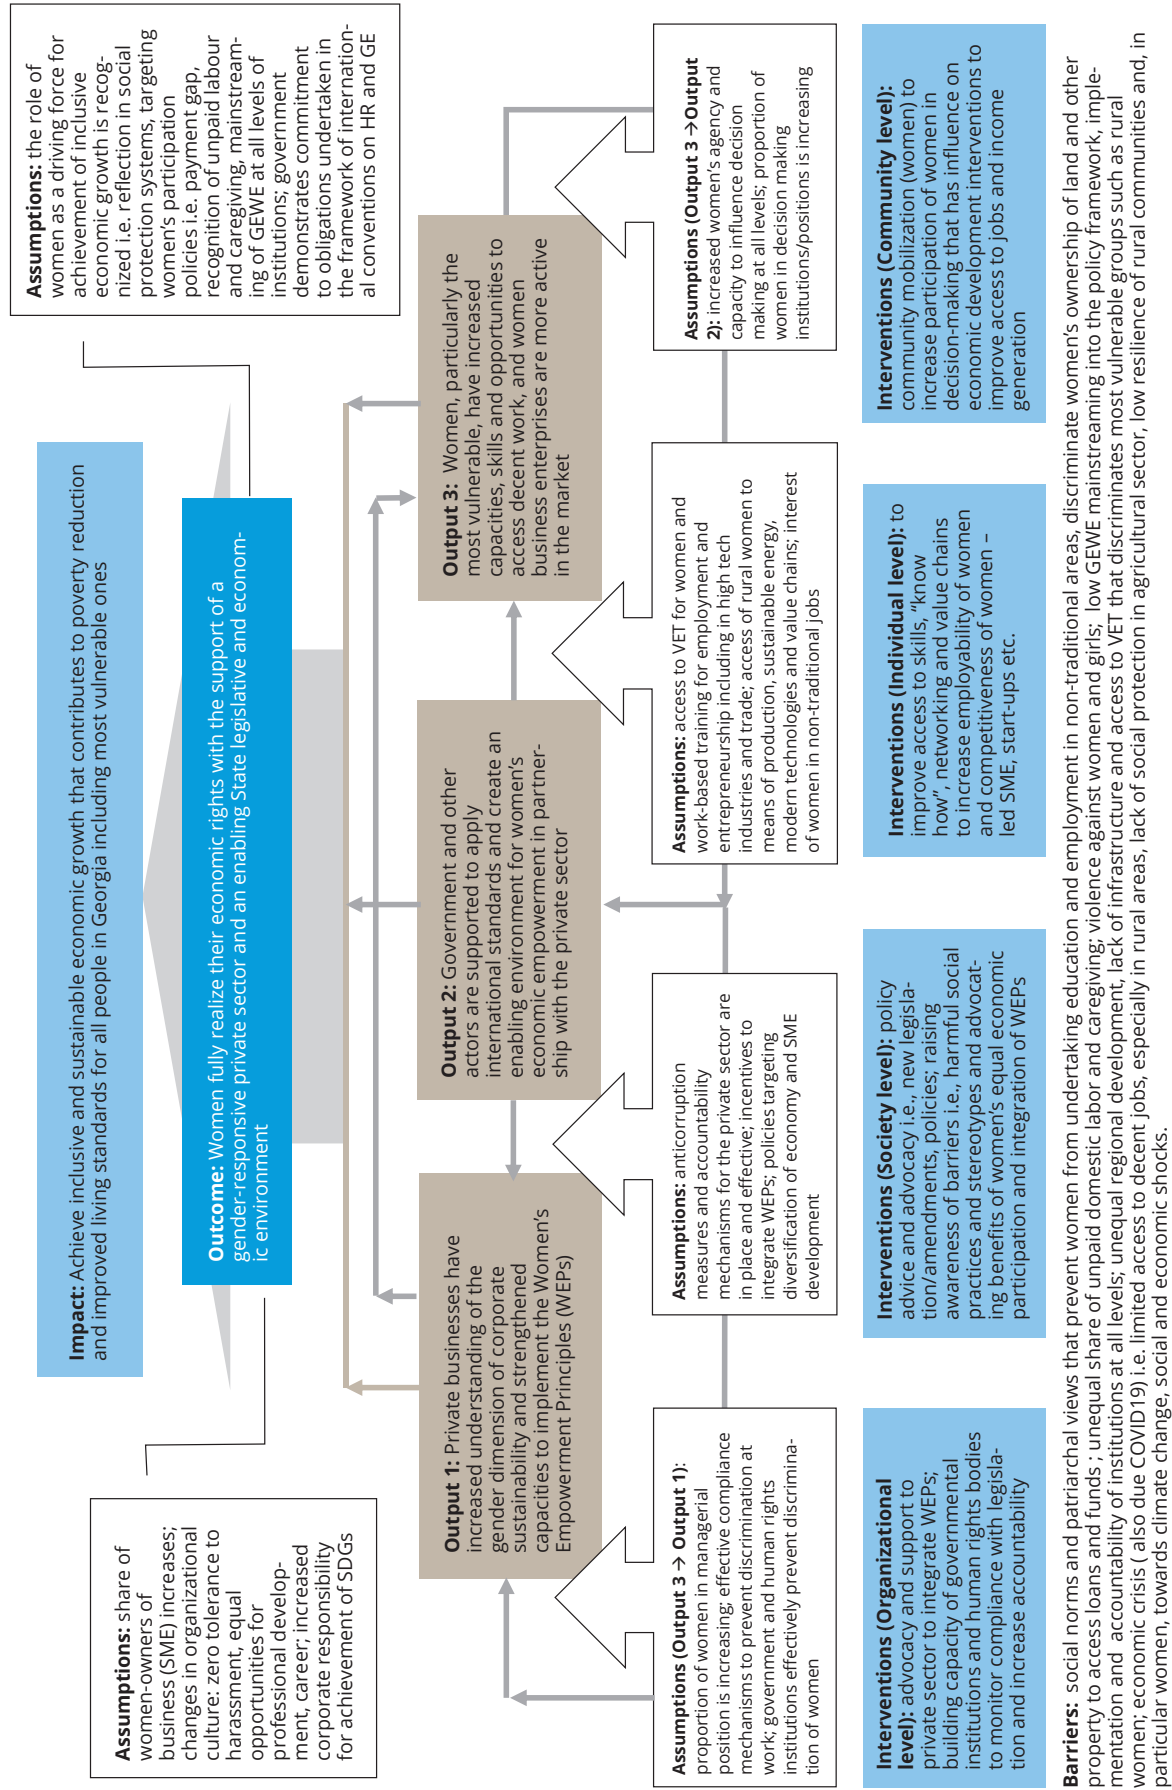 Impact: Achieve inclusive and sustainable economic growth that contributes to poverty reduction
and improved living standards for all people in Georgia including most vulnerable ones
Outcome: Women fully realize their economic rights with the support of a
gender-responsive private sector and an enabling State legislative and econom-
ic environment
Assumptions: share of
women-owners of
business (SME) increases;
changes in organizational
culture: zero tolerance to
harassment, equal
opportunities for
professional develop-
ment, career; increased
corporate responsibility
for achievement of SDGs
Assumptions: the role of
women as a driving force for
achievement of inclusive
economic growth is recog-
nized i.e. reflection in social
protection systems, targeting
women's participation
policies i.e. payment gap,
recognition of unpaid labour
and caregiving, mainstream-
ing of GEWE at all levels of
institutions; government
demonstrates commitment
to obligations undertaken in
the framework of internation-
al conventions on HR and GE
Output 1: Private businesses have
increased understanding of the
gender dimension of corporate
sustainability and strengthened
capacities to implement the Women's
Empowerment Principles (WEPs)
Output 2: Government and other
actors are supported to apply
international standards and create an
enabling environment for women's
economic empowerment in partner-
ship with the private sector
Output 3: Women, particularly the
most vulnerable, have increased
capacities, skills and opportunities to
access decent work, and women
business enterprises are more active
in the market
Assumptions (Output 3 → Output 1):
proportion of women in managerial
position is increasing; effective compliance
mechanisms to prevent discrimination at
work; government and human rights
institutions effectively prevent discrimina-
tion of women
Assumptions: anticorruption
measures and accountability
mechanisms for the private sector are
in place and effective; incentives to
integrate WEPs; policies targeting
diversification of economy and SME
development
Assumptions: access to VET for women and
work-based training for employment and
entrepreneurship including in high tech
industries and trade; access of rural women to
means of production, sustainable energy,
modern technologies and value chains; interest
of women in non-traditional jobs
Assumptions (Output 3 →Output
2): increased women's agency and
capacity to influence decision
making at all levels; proportion of
women in decision making
institutions/positions is increasing
Interventions (Organizational
level): advocacy and support to
private sector to integrate WEPs;
building capacity of governmental
institutions and human rights bodies
to monitor compliance with legisla-
tion and increase accountability
Interventions (Society level): policy
advice and advocacy i.e., new legisla-
tion/amendments, policies; raising
awareness of barriers i.e., harmful social
practices and stereotypes and advocat-
ing benefits of women's equal economic
participation and integration of WEPs
Interventions (Individual level): to
improve access to skills, "know
how", networking and value chains
to increase employability of women
and competitiveness of women –
led SME, start-ups etc.
Interventions (Community level):
community mobilization (women) to
increase participation of women in
decision-making that has influence on
economic development interventions to
improve access to jobs and income
generation
Barriers: social norms and patriarchal views that prevent women from undertaking education and employment in non-traditional areas, discriminate women's ownership of land and other
property to access loans and funds ; unequal share of unpaid domestic labor and caregiving; violence against women and girls; low GEWE mainstreaming into the policy framework, imple-
mentation and accountability of institutions at all levels; unequal regional development, lack of infrastructure and access to VET that discriminates most vulnerable groups such as rural
women; economic crisis ( also due COVID19) i.e. limited access to decent jobs, especially in rural areas, lack of social protection in agricultural sector, low resilience of rural communities and, in
particular women, towards climate change, social and economic shocks.